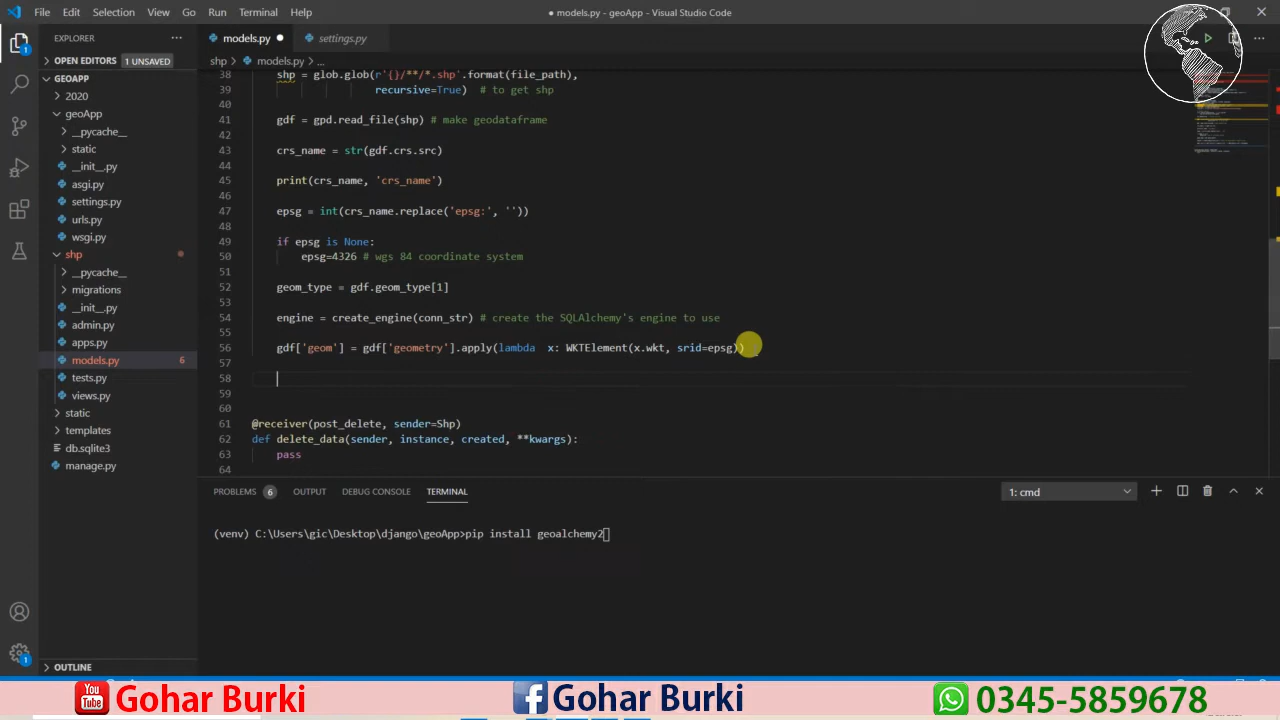 File Edit Selection View Go Run Terminal Help
● models.py - geoApp - Visual Studio Code
EXPLORER
OPEN EDITORS 1 UNSAVED
GEOAPP
2020
geoApp
__pycache__
static
__init__.py
asgi.py
settings.py
urls.py
wsgi.py
shp
__pycache__
migrations
__init__.py
admin.py
apps.py
models.py 6
tests.py
views.py
static
templates
db.sqlite3
manage.py
OUTLINE
1
1
models.py ● settings.py
shp > models.py > ...
38 shp = glob.glob(r'{}/**/*.shp'.format(file_path),
39 recursive=True) # to get shp
40
41 gdf = gpd.read_file(shp) # make geodataframe
42
43 crs_name = str(gdf.crs.src)
44
45 print(crs_name, 'crs_name')
46
47 epsg = int(crs_name.replace('epsg:', ''))
48
49 if epsg is None:
50 epsg=4326 # wgs 84 coordinate system
51
52 geom_type = gdf.geom_type[1]
53
54 engine = create_engine(conn_str) # create the SQLAlchemy's engine to use
55
56 gdf['geom'] = gdf['geometry'].apply(lambda x: WKTElement(x.wkt, srid=epsg))
57
58
59
60
61 @receiver(post_delete, sender=Shp)
62 def delete_data(sender, instance, created, **kwargs):
63 pass
64
PROBLEMS 6 OUTPUT DEBUG CONSOLE TERMINAL 1: cmd
(venv) C:\Users\gic\Desktop\django\geoApp>pip install geoalchemy2
You Tube Gohar Burki f Gohar Burki 0345-5859678